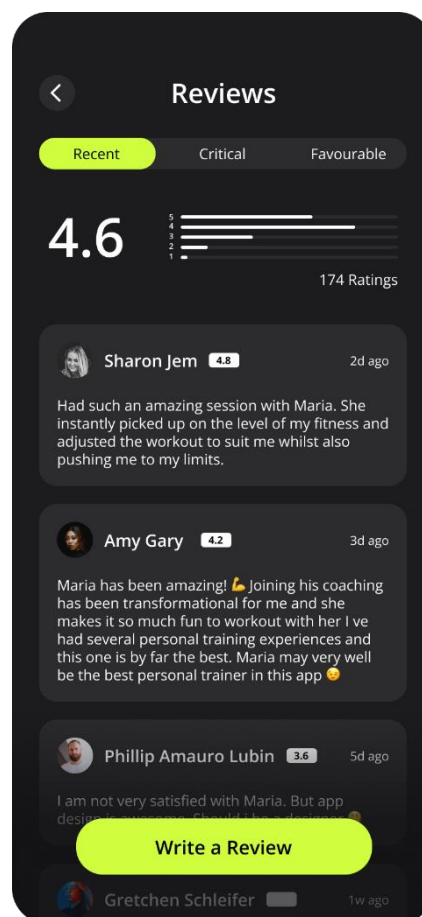 Reviews
Recent Critical Favourable
4.6
5
4
3
2
1
174 Ratings
Sharon Jem 4.8 2d ago
Had such an amazing session with Maria. She
instantly picked up on the level of my fitness and
adjusted the workout to suit me whilst also
pushing me to my limits.
Amy Gary 4.2 3d ago
Maria has been amazing! 💪 Joining his coaching
has been transformational for me and she
makes it so much fun to workout with her I ve
had several personal training experiences and
this one is by far the best. Maria may very well
be the best personal trainer in this app 😉
Phillip Amauro Lubin 3.6 5d ago
I am not very satisfied with Maria. But app
design is awesome. Should i be a designer
Write a Review
Gretchen Schleifer 1w ago